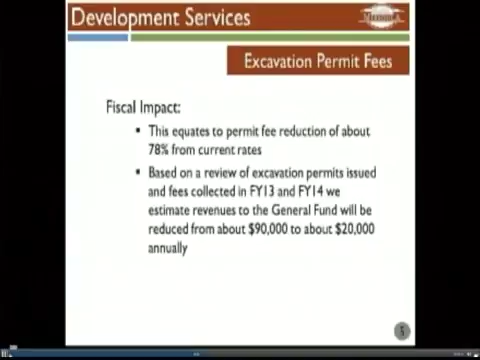 Development Services
Excavation Permit Fees
Fiscal Impact:
▪ This equates to permit fee reduction of about
78% from current rates
▪ Based on a review of excavation permits issued
and fees collected in FY13 and FY14 we
estimate revenues to the General Fund will be
reduced from about $90,000 to about $20,000
annually
5